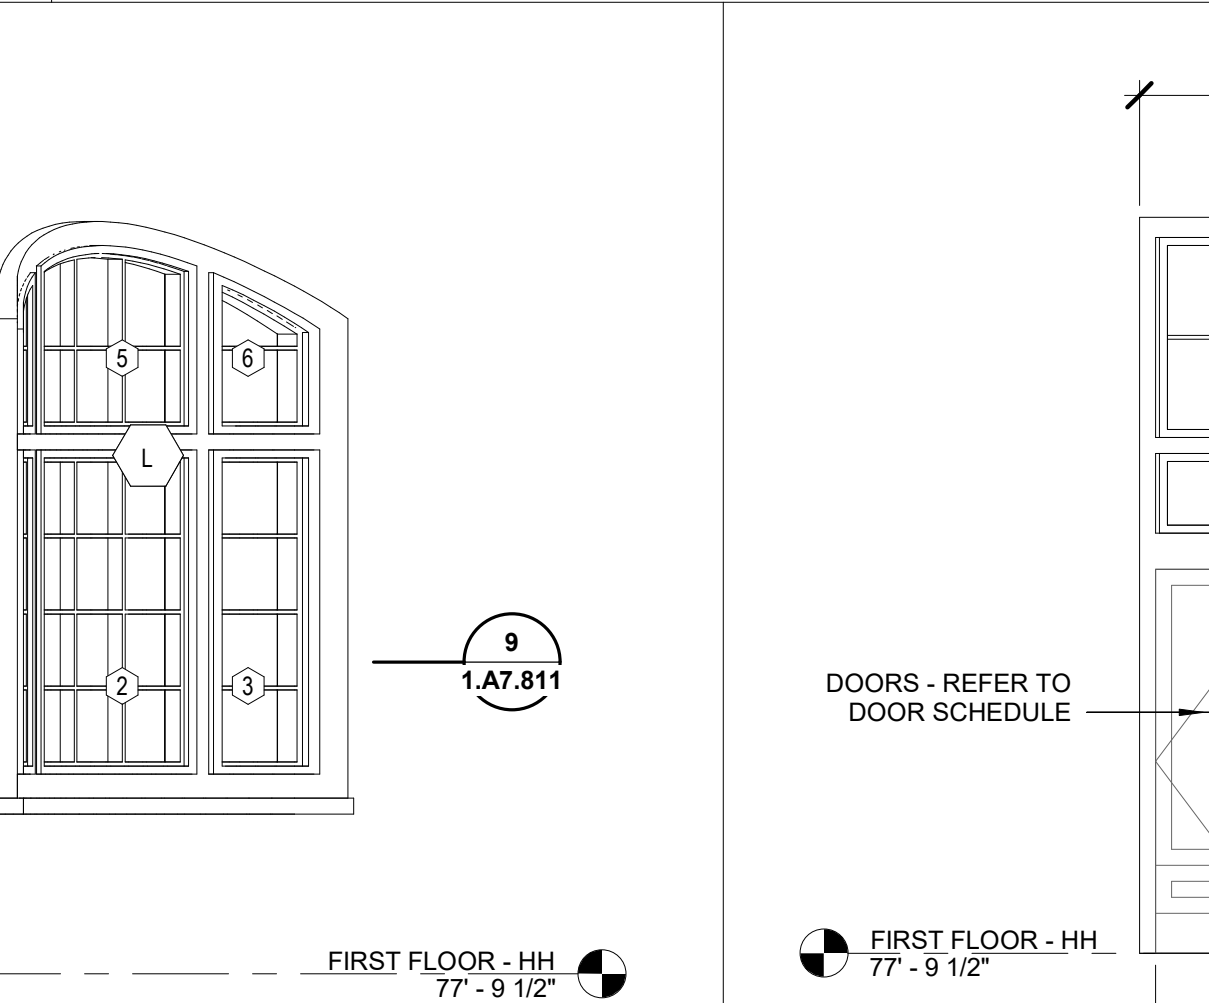 5
6
L
2
3
9
1.A7.811
DOORS - REFER TO
DOOR SCHEDULE
FIRST FLOOR - HH
77' - 9 1/2"
FIRST FLOOR - HH
77' - 9 1/2"